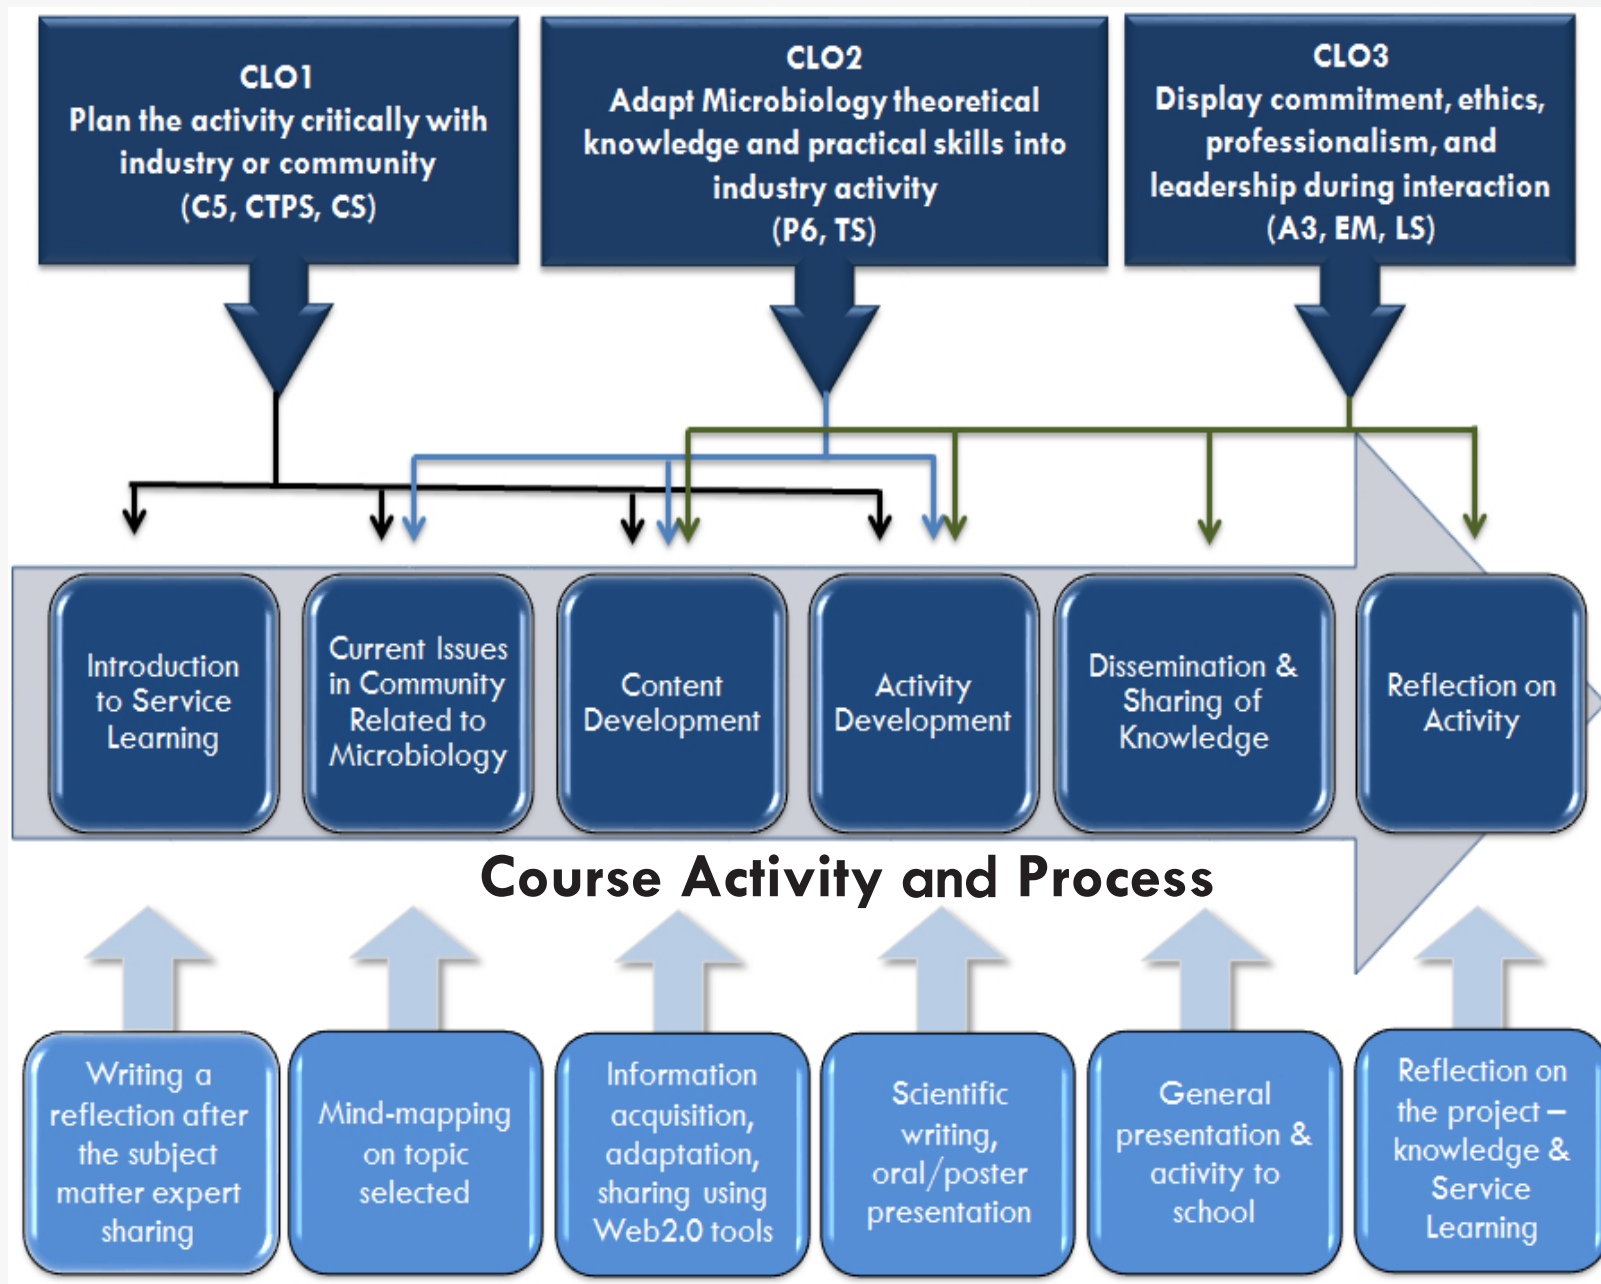 CLO1
Plan the activity critically with
industry or community
(C5, CTPS, CS)
CLO2
Adapt Microbiology theoretical
knowledge and practical skills into
industry activity
(P6, TS)
CLO3
Display commitment, ethics,
professionalism, and
leadership during interaction
(A3, EM, LS)
Introduction
to Service
Learning
Current Issues
in Community
Related to
Microbiology
Content
Development
Activity
Development
Dissemination &
Sharing of
Knowledge
Reflection on
Activity
Course Activity and Process
Writing a
reflection after
the subject
matter expert
sharing
Mind-mapping
on topic
selected
Information
acquisition,
adaptation,
sharing using
Web2.0 tools
Scientific
writing,
oral/poster
presentation
General
presentation &
activity to
school
Reflection on
the project –
knowledge &
Service
Learning